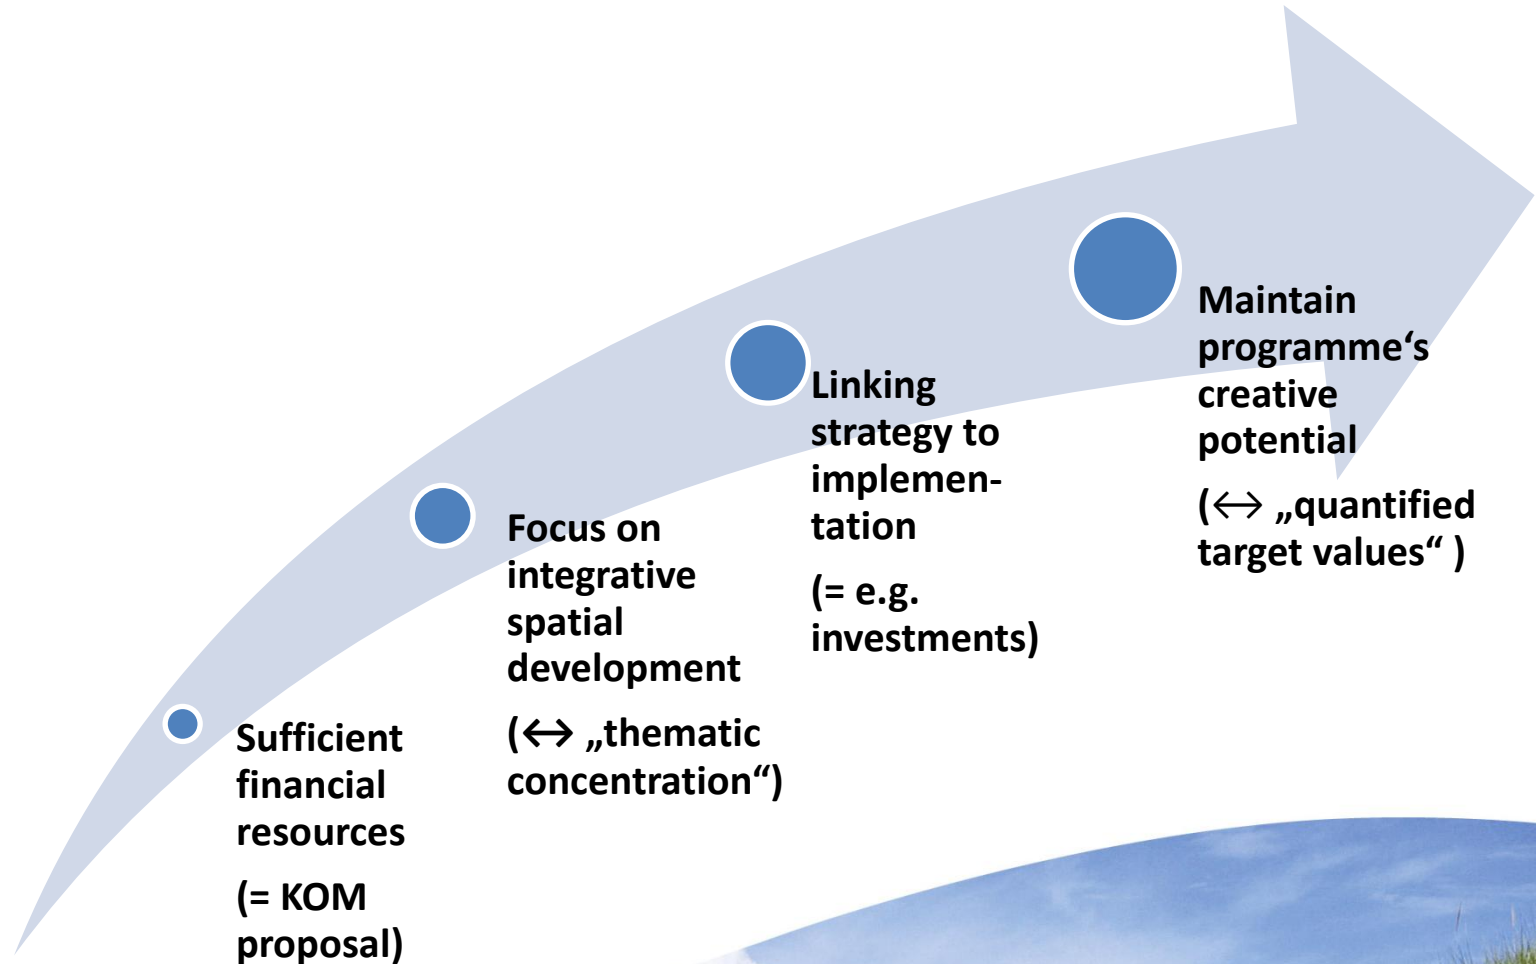 Sufficient
financial
resources
(= KOM
proposal)
Focus on
integrative
spatial
development
(↔ „thematic
concentration“)
Linking
strategy to
implemen-
tation
(= e.g.
investments)
Maintain
programme‘s
creative
potential
(↔ „quantified
target values“ )